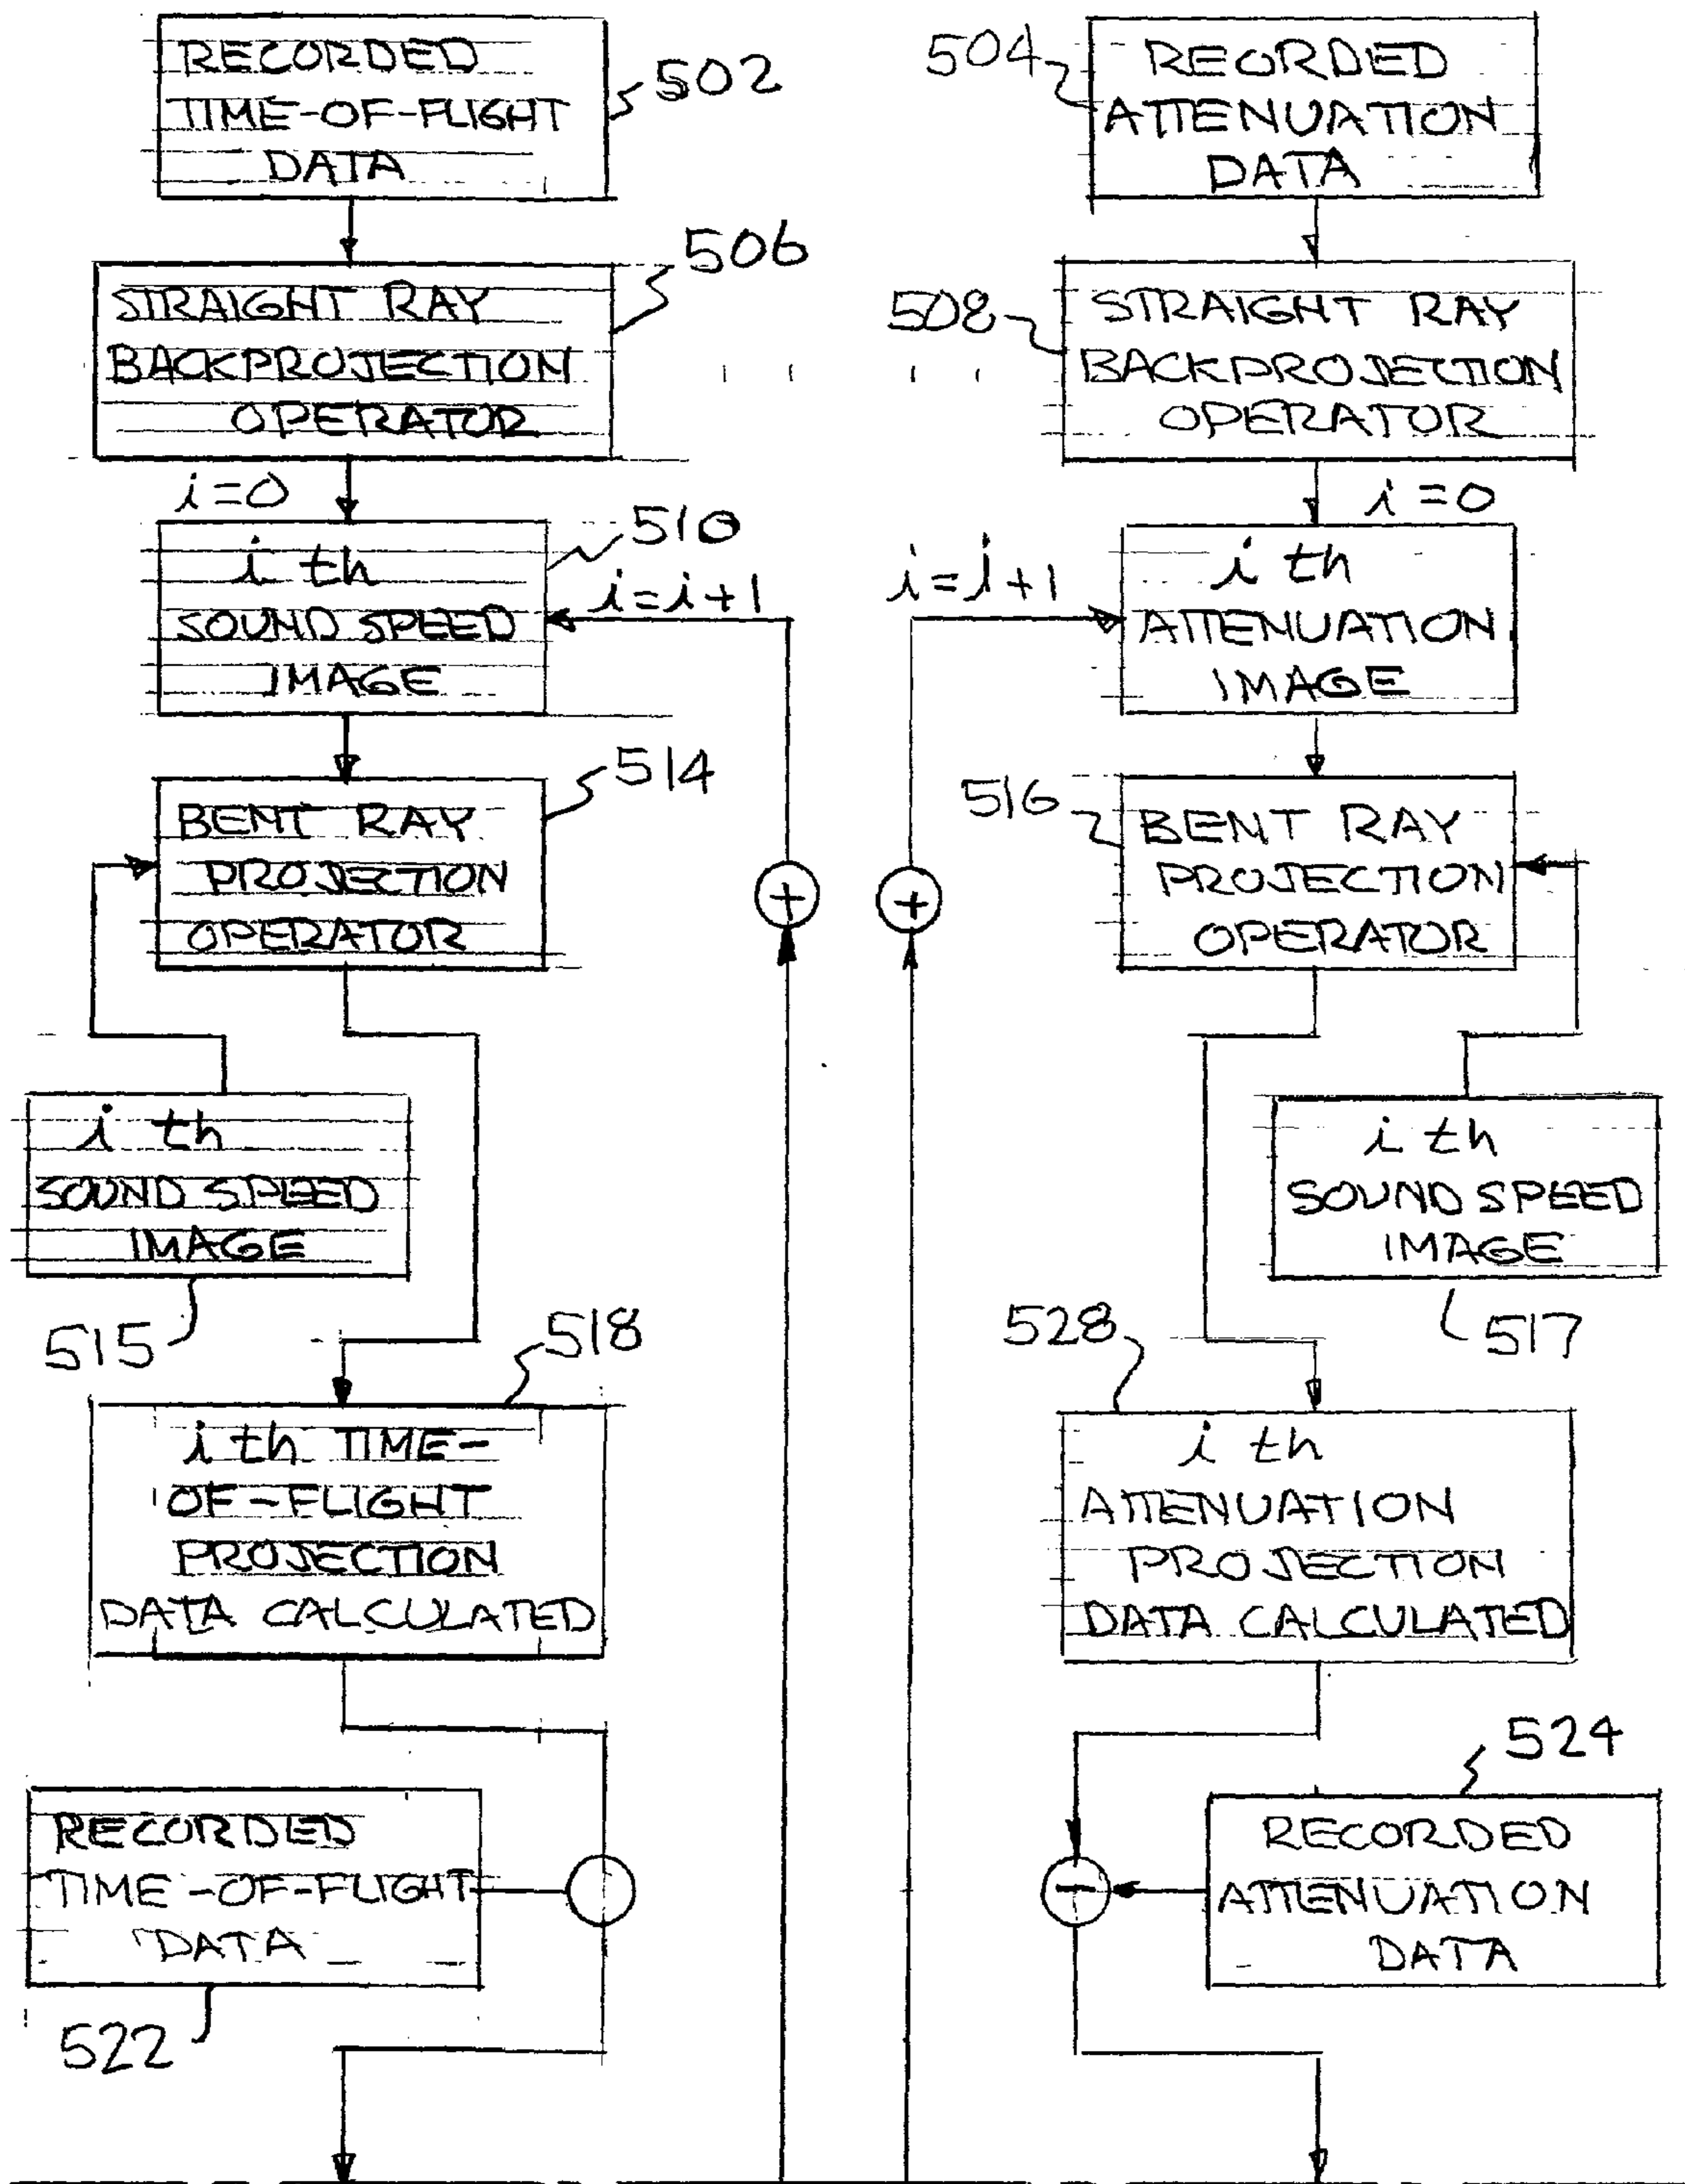 RECORDED
TIME-OF-FLIGHT
DATA
502
504
REORDED
ATTENUATION
DATA
STRAIGHT RAY
BACKPROJECTION
OPERATOR
506
508
STRAIGHT RAY
BACKPROJECTION
OPERATOR
i=0
i=0
i th
SOUND SPEED
IMAGE
510
i=i+1
i=i+1
i th
ATTENUATION
IMAGE
BENT RAY
PROJECTION
OPERATOR
514
+
+
516
BENT RAY
PROJECTION
OPERATOR
i th
SOUND SPEED
IMAGE
515
i th
SOUND SPEED
IMAGE
517
518
i th TIME-
OF-FLIGHT
PROJECTION
DATA CALCULATED
528
i th
ATTENUATION
PROJECTION
DATA CALCULATED
RECORDED
TIME-OF-FLIGHT
DATA
522
524
-
RECORDED
ATTENUATION
DATA